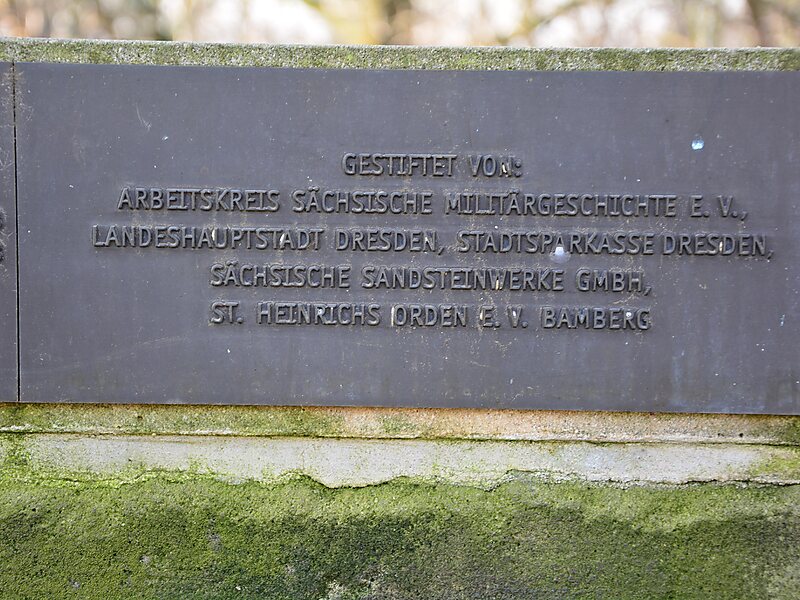 GESTIFTET VON:
ARBEITSKREIS SÄCHSISCHE MILITÄRGESCHICHTE E. V.,
LANDESHAUPTSTADT DRESDEN, STADTSPARKASSE DRESDEN,
SÄCHSISCHE SANDSTEINWERKE GMBH,
ST. HEINRICHS ORDEN E. V. BAMBERG